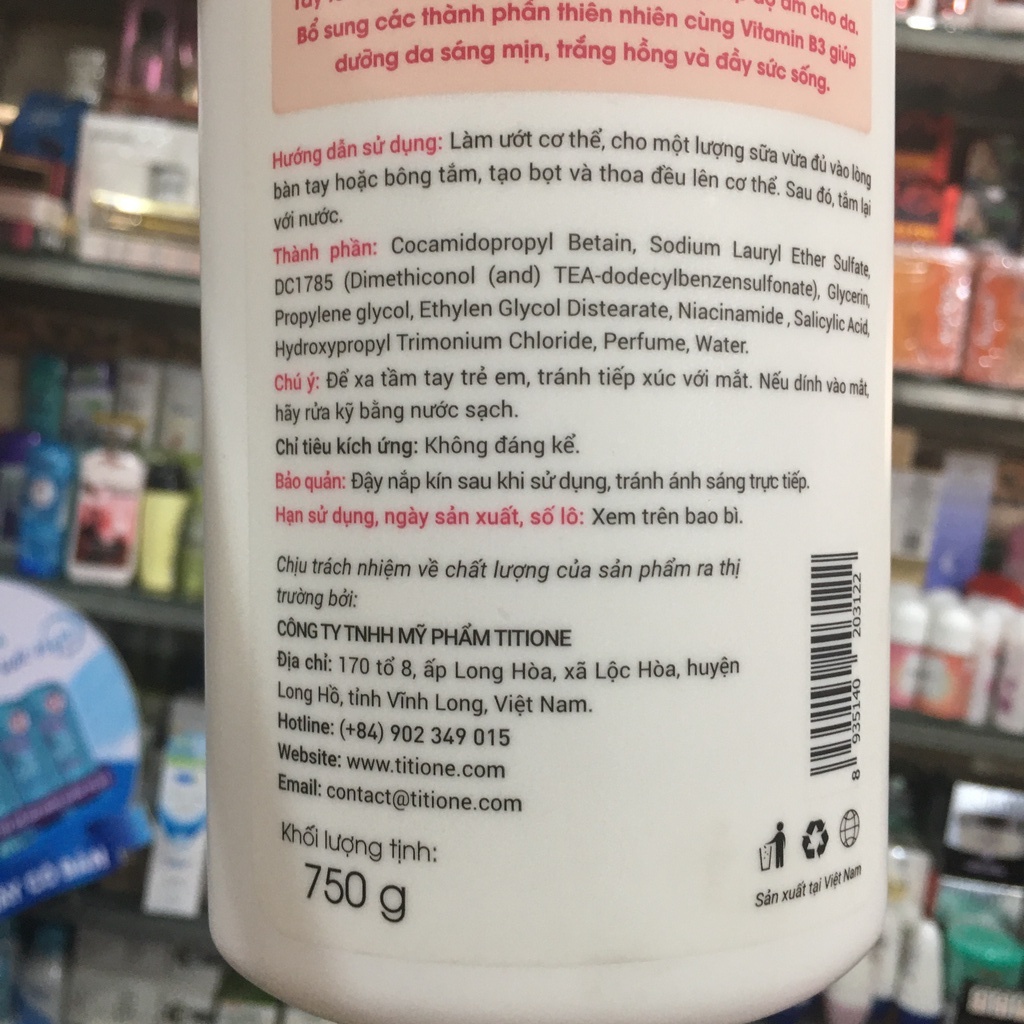 ẩm cho da.
Bổ sung các thành phần thiên nhiên cùng Vitamin B3 giúp
dưỡng da sáng mịn, trắng hồng và đầy sức sống.
Hướng dẫn sử dụng: Làm ướt cơ thể, cho một lượng sữa vừa đủ vào lòng
bàn tay hoặc bông tắm, tạo bọt và thoa đều lên cơ thể. Sau đó, tắm lại
với nước.
Thành phần: Cocamidopropyl Betain, Sodium Lauryl Ether Sulfate,
DC1785 (Dimethiconol (and) TEA-dodecylbenzensulfonate), Glycerin,
Propylene glycol, Ethylen Glycol Distearate, Niacinamide , Salicylic Acid,
Hydroxypropyl Trimonium Chloride, Perfume, Water.
Chú ý: Để xa tầm tay trẻ em, tránh tiếp xúc với mắt. Nếu dính vào mắt,
hãy rửa kỹ bằng nước sạch.
Chỉ tiêu kích ứng: Không đáng kể.
Bảo quản: Đậy nắp kín sau khi sử dụng, tránh ánh sáng trực tiếp.
Hạn sử dụng, ngày sản xuất, số lô: Xem trên bao bì.
Chịu trách nhiệm về chất lượng của sản phẩm ra thị
trường bởi:
CÔNG TY TNHH MỸ PHẨM TITIONE
Địa chỉ: 170 tổ 8, ấp Long Hòa, xã Lộc Hòa, huyện
Long Hồ, tỉnh Vĩnh Long, Việt Nam.
Hotline: (+84) 902 349 015
Website: www.titione.com
Email: contact@titione.com
Khối lượng tịnh:
750 g
8 935140 203122
Sản xuất tại Việt Nam